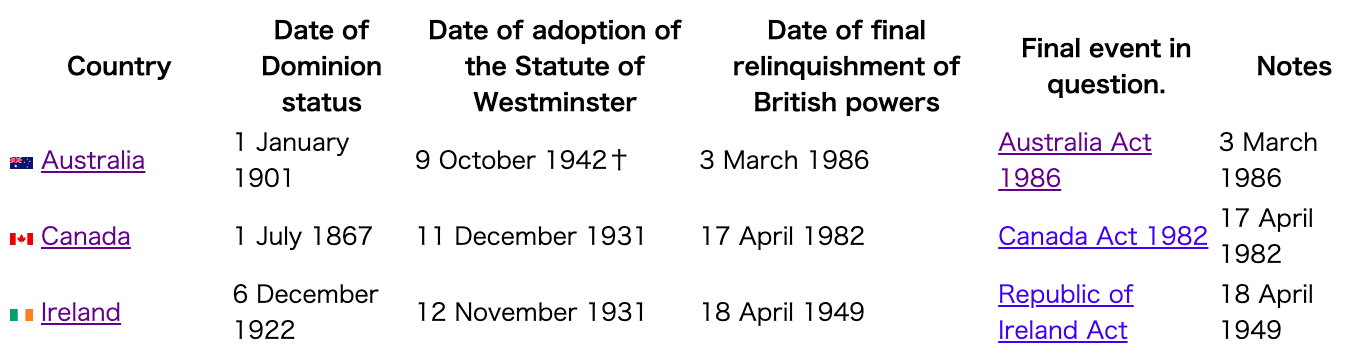 Country
Date of
Dominion
status
Date of adoption of
the Statute of
Westminster
Date of final
relinquishment of
British powers
Final event in
question.
Notes
Australia
1 January
1901
9 October 1942†
3 March 1986
Australia Act
1986
3 March
1986
Canada
1 July 1867
11 December 1931
17 April 1982
Canada Act 1982
17 April
1982
Ireland
6 December
1922
12 November 1931
18 April 1949
Republic of
Ireland Act
18 April
1949